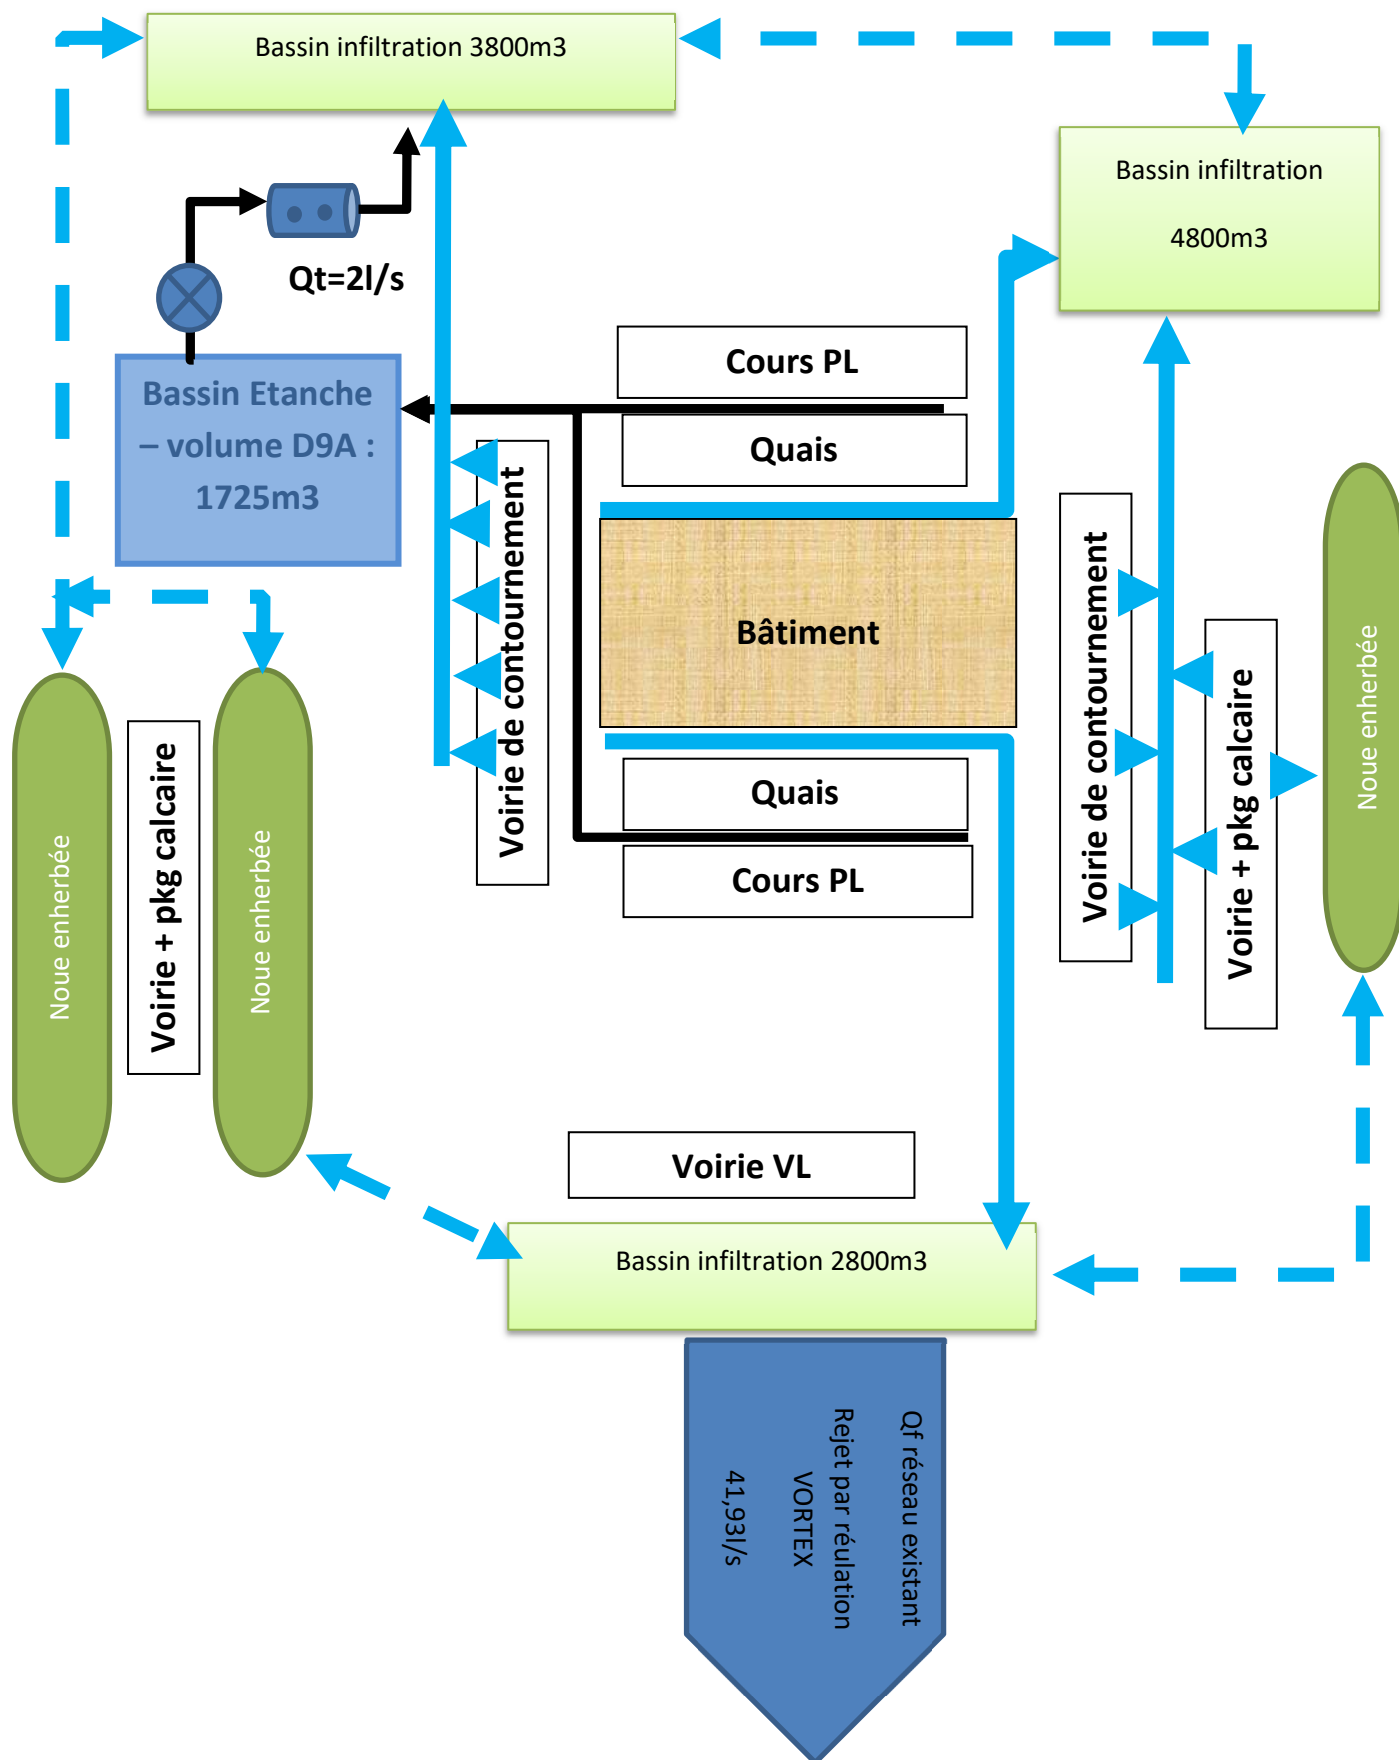 Bassin infiltration 3800m3
Bassin infiltration
4800m3
Qt=2l/s
Bassin Etanche
– volume D9A :
1725m3
Cours PL
Quais
Voirie de contournement
Bâtiment
Voirie de contournement
Voirie + pkg calcaire
Noue enherbée
Noue enherbée
Voirie + pkg calcaire
Noue enherbée
Quais
Cours PL
Voirie VL
Bassin infiltration 2800m3
Qf réseau existant
Rejet par réulation
VORTEX
41,93l/s